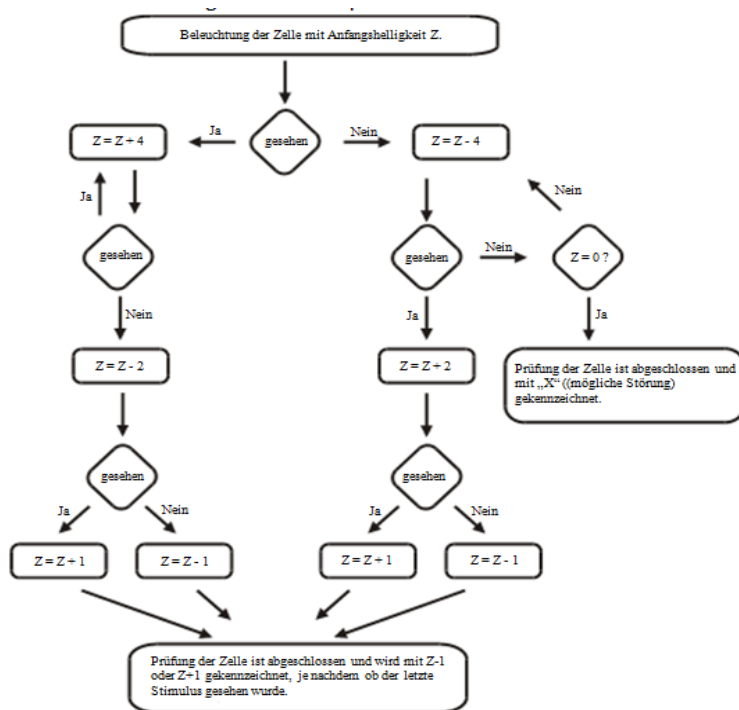 Beleuchtung der Zelle mit Anfangshelligkeit Z.
Ja
Nein
Z = Z + 4
gesehen
Z = Z - 4
Ja
Nein
gesehen
gesehen
Nein
Z = 0 ?
Nein
Ja
Ja
Z = Z - 2
Z = Z + 2
Prüfung der Zelle ist abgeschlossen und
mit „X“ ((mögliche Störung)
gekennzeichnet.
gesehen
gesehen
Ja
Nein
Ja
Nein
Z = Z + 1
Z = Z - 1
Z = Z + 1
Z = Z - 1
Prüfung der Zelle ist abgeschlossen und wird mit Z-1
oder Z+1 gekennzeichnet, je nachdem ob der letzte
Stimulus gesehen wurde.